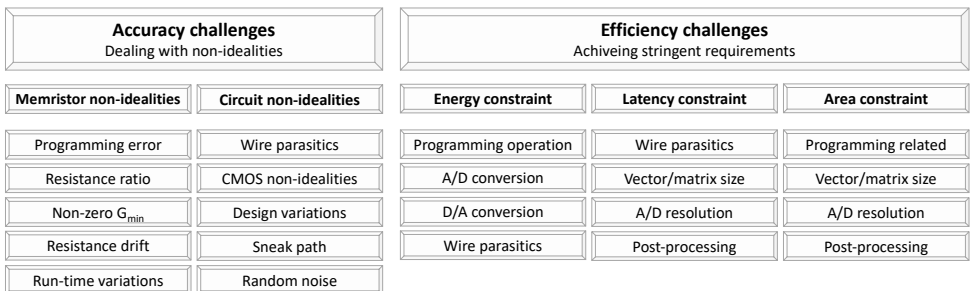 Accuracy challenges
Dealing with non-idealities
Efficiency challenges
Achiveing stringent requirements
Memristor non-idealities
Circuit non-idealities
Energy constraint
Latency constraint
Area constraint
Programming error
Wire parasitics
Programming operation
Wire parasitics
Programming related
Resistance ratio
CMOS non-idealities
A/D conversion
Vector/matrix size
Vector/matrix size
Non-zero Gmin
Design variations
D/A conversion
A/D resolution
A/D resolution
Resistance drift
Sneak path
Wire parasitics
Post-processing
Post-processing
Run-time variations
Random noise